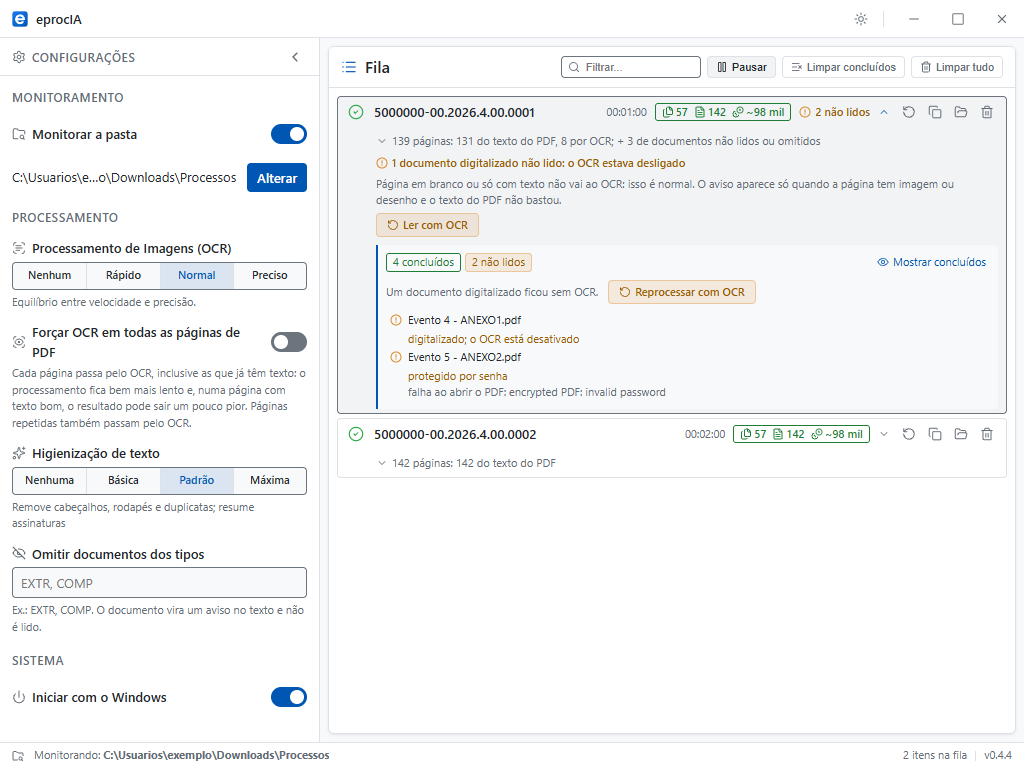 eprocIA
CONFIGURAÇÕES
MONITORAMENTO
Monitorar a pasta
C:\Usuarios\e...o\Downloads\Processos
Alterar
PROCESSAMENTO
Processamento de Imagens (OCR)
Nenhum Rápido Normal Preciso
Equilíbrio entre velocidade e precisão.
Forçar OCR em todas as páginas de
PDF
Cada página passa pelo OCR, inclusive as que já têm texto: o
processamento fica bem mais lento e, numa página com
texto bom, o resultado pode sair um pouco pior. Páginas
repetidas também passam pelo OCR.
Higienização de texto
Nenhuma Básica Padrão Máxima
Remove cabeçalhos, rodapés e duplicatas; resume
assinaturas
Omitir documentos dos tipos
EXTR, COMP
Ex.: EXTR, COMP. O documento vira um aviso no texto e não
é lido.
SISTEMA
Iniciar com o Windows
Fila
Filtrar...
Pausar
Limpar concluídos
Limpar tudo
5000000-00.2026.4.00.0001 00:01:00 57 142 ~98 mil 2 não lidos
139 páginas: 131 do texto do PDF, 8 por OCR; + 3 de documentos não lidos ou omitidos
1 documento digitalizado não lido: o OCR estava desligado
Página em branco ou só com texto não vai ao OCR: isso é normal. O aviso aparece só quando a página tem imagem ou
desenho e o texto do PDF não bastou.
Ler com OCR
4 concluídos 2 não lidos Mostrar concluídos
Um documento digitalizado ficou sem OCR. Reprocessar com OCR
Evento 4 - ANEXO1.pdf
digitalizado; o OCR está desativado
Evento 5 - ANEXO2.pdf
protegido por senha
falha ao abrir o PDF: encrypted PDF: invalid password
5000000-00.2026.4.00.0002 00:02:00 57 142 ~98 mil
142 páginas: 142 do texto do PDF
Monitorando: C:\Usuarios\exemplo\Downloads\Processos
2 itens na fila v0.4.4